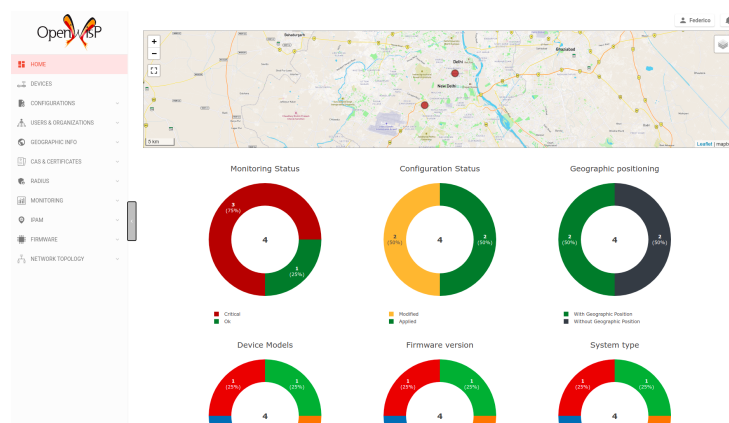 OpenWISP
Federico
HOME
DEVICES
CONFIGURATIONS
USERS & ORGANIZATIONS
GEOGRAPHIC INFO
CAS & CERTIFICATES
RADIUS
MONITORING
IPAM
FIRMWARE
NETWORK TOPOLOGY
+
−
Bahadurgarh
Delhi
New Delhi
Ghaziabad
5 km
Leaflet | mapb
Monitoring Status
3
(75%)
4
1
(25%)
Critical
Ok
Configuration Status
2
(50%)
4
2
(50%)
Modified
Applied
Geographic positioning
2
(50%)
4
2
(50%)
With Geographic Position
Without Geographic Position
Device Models
1
(25%)
1
(25%)
4
Firmware version
1
(25%)
1
(25%)
4
System type
1
(25%)
1
(25%)
4